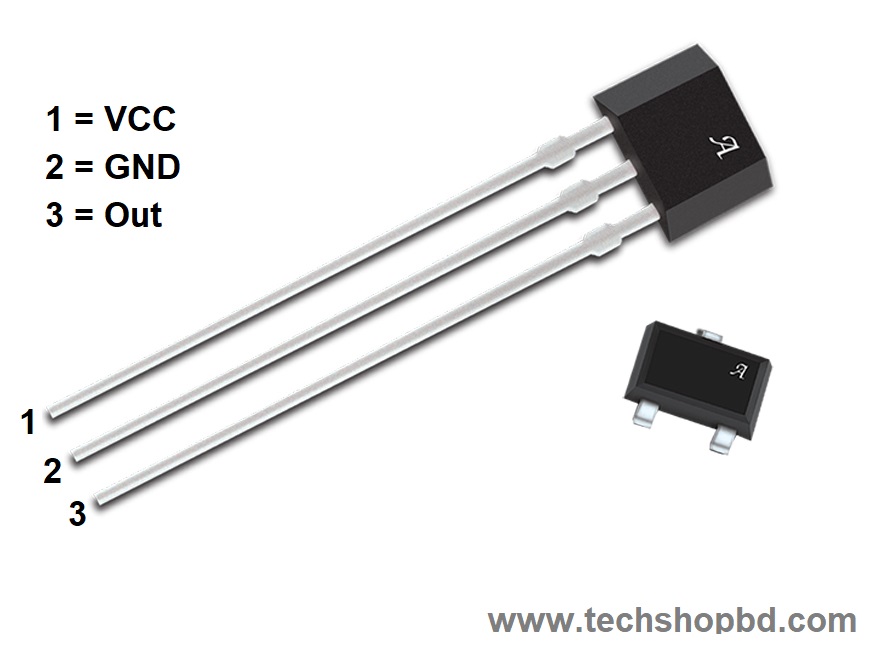 1 = VCC
2 = GND
3 = Out
A
A
1
2
3
www.techshopbd.com